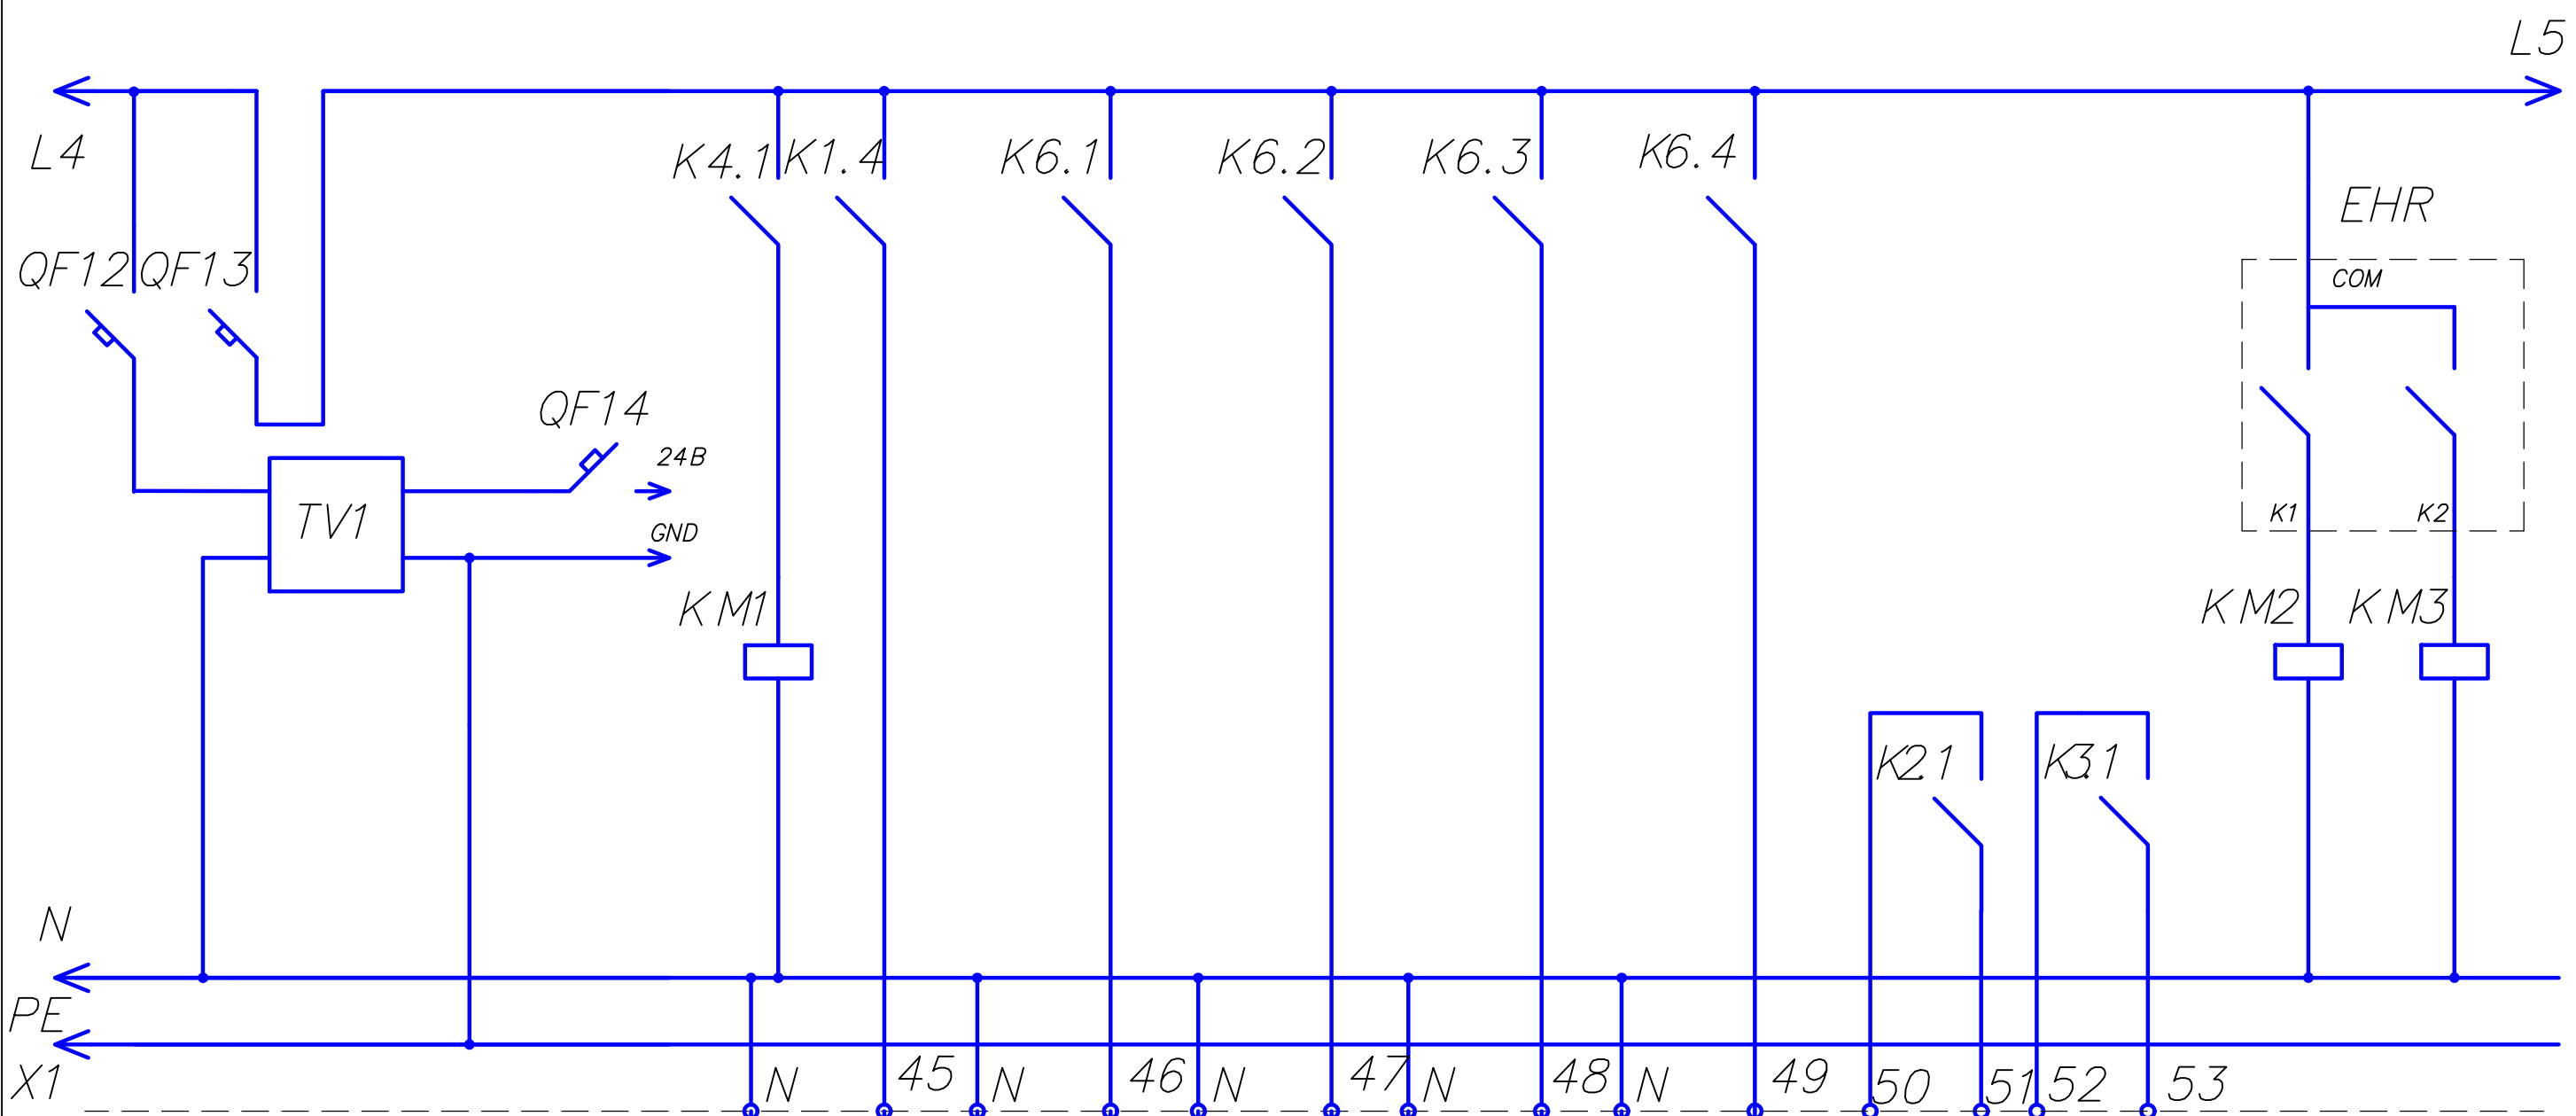 L5
L4
K4.1 K1.4 K6.1 K6.2 K6.3 K6.4
EHR
QF12 QF13
COM
QF14
24В
GND
TV1
K1 K2
KM1 KM2 KM3
K2.1 K3.1
N
PE
X1
N 45 N 46 N 47 N 48 N 49 50 51 52 53